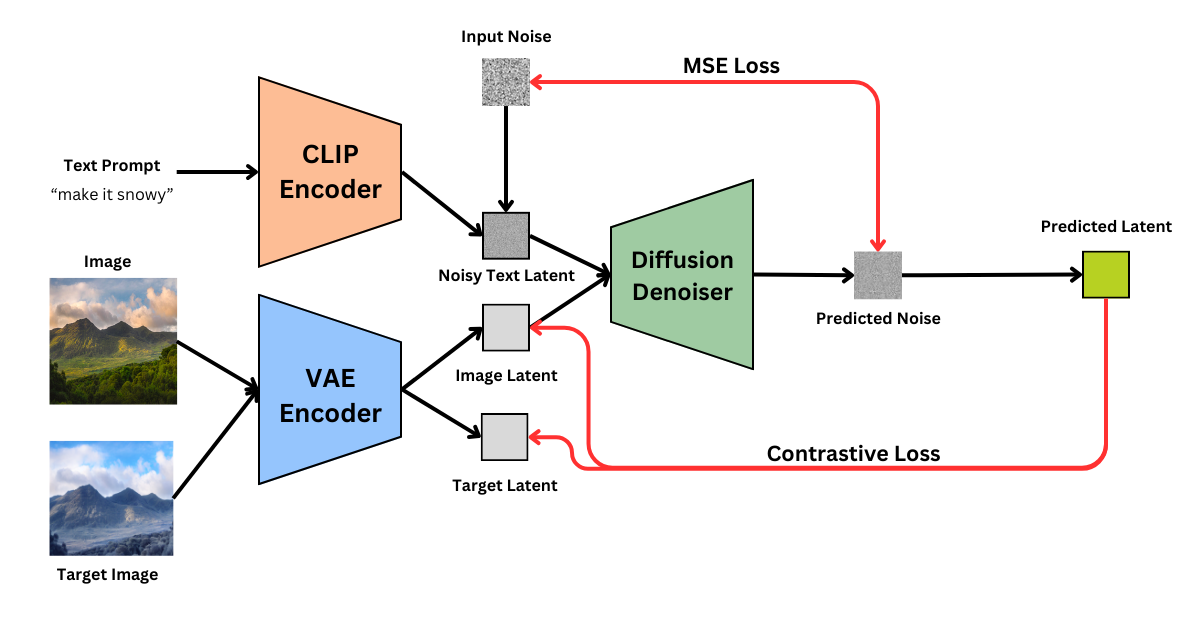 Input Noise
MSE Loss
CLIP
Encoder
Text Prompt
“make it snowy”
Noisy Text Latent
Image
Diffusion
Denoiser
Predicted Latent
Predicted Noise
VAE
Encoder
Image Latent
Target Latent
Contrastive Loss
Target Image